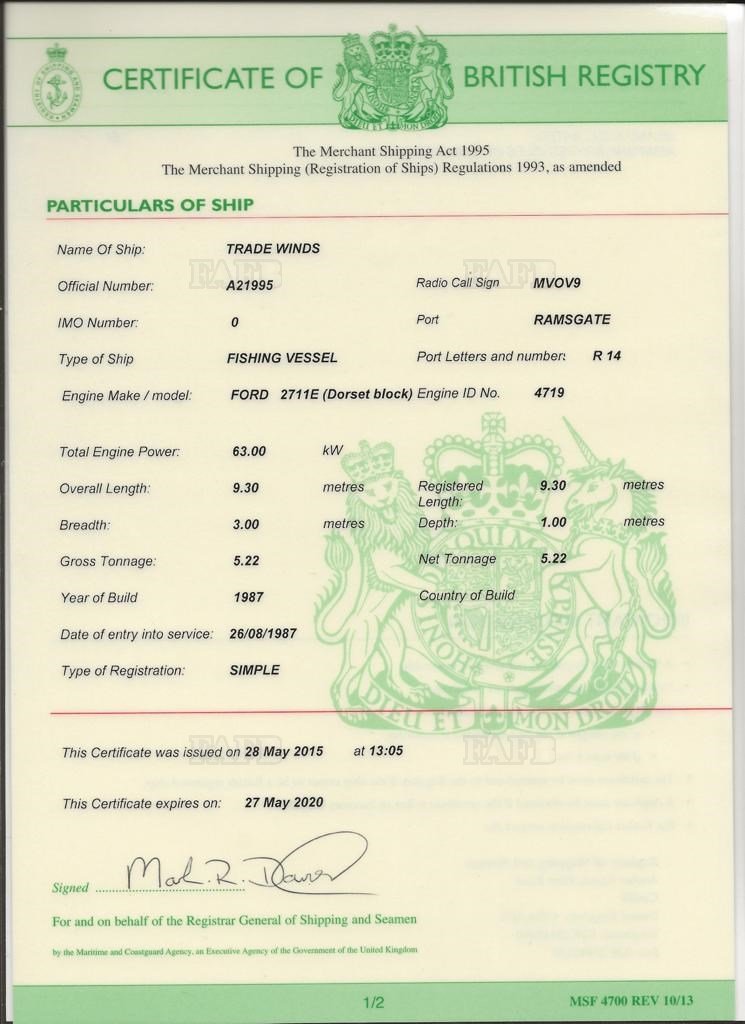 CERTIFICATE OF BRITISH REGISTRY
The Merchant Shipping Act 1995
The Merchant Shipping (Registration of Ships) Regulations 1993, as amended
PARTICULARS OF SHIP
Name Of Ship: TRADE WINDS
Official Number: A21995 Radio Call Sign MVOV9
IMO Number: 0 Port RAMSGATE
Type of Ship FISHING VESSEL Port Letters and number: R 14
Engine Make / model: FORD 2711E (Dorset block) Engine ID No. 4719
Total Engine Power: 63.00 kW
Overall Length: 9.30 metres Registered Length: 9.30 metres
Breadth: 3.00 metres Depth: 1.00 metres
Gross Tonnage: 5.22 Net Tonnage 5.22
Year of Build 1987 Country of Build
Date of entry into service: 26/08/1987
Type of Registration: SIMPLE
DIEU ET MON DROIT
FAFB FAFB
This Certificate was issued on 28 May 2015 at 13:05
This Certificate expires on: 27 May 2020
Signed
For and on behalf of the Registrar General of Shipping and Seamen
by the Maritime and Coastguard Agency, an Executive Agency of the Government of the United Kingdom
1/2 MSF 4700 REV 10/13